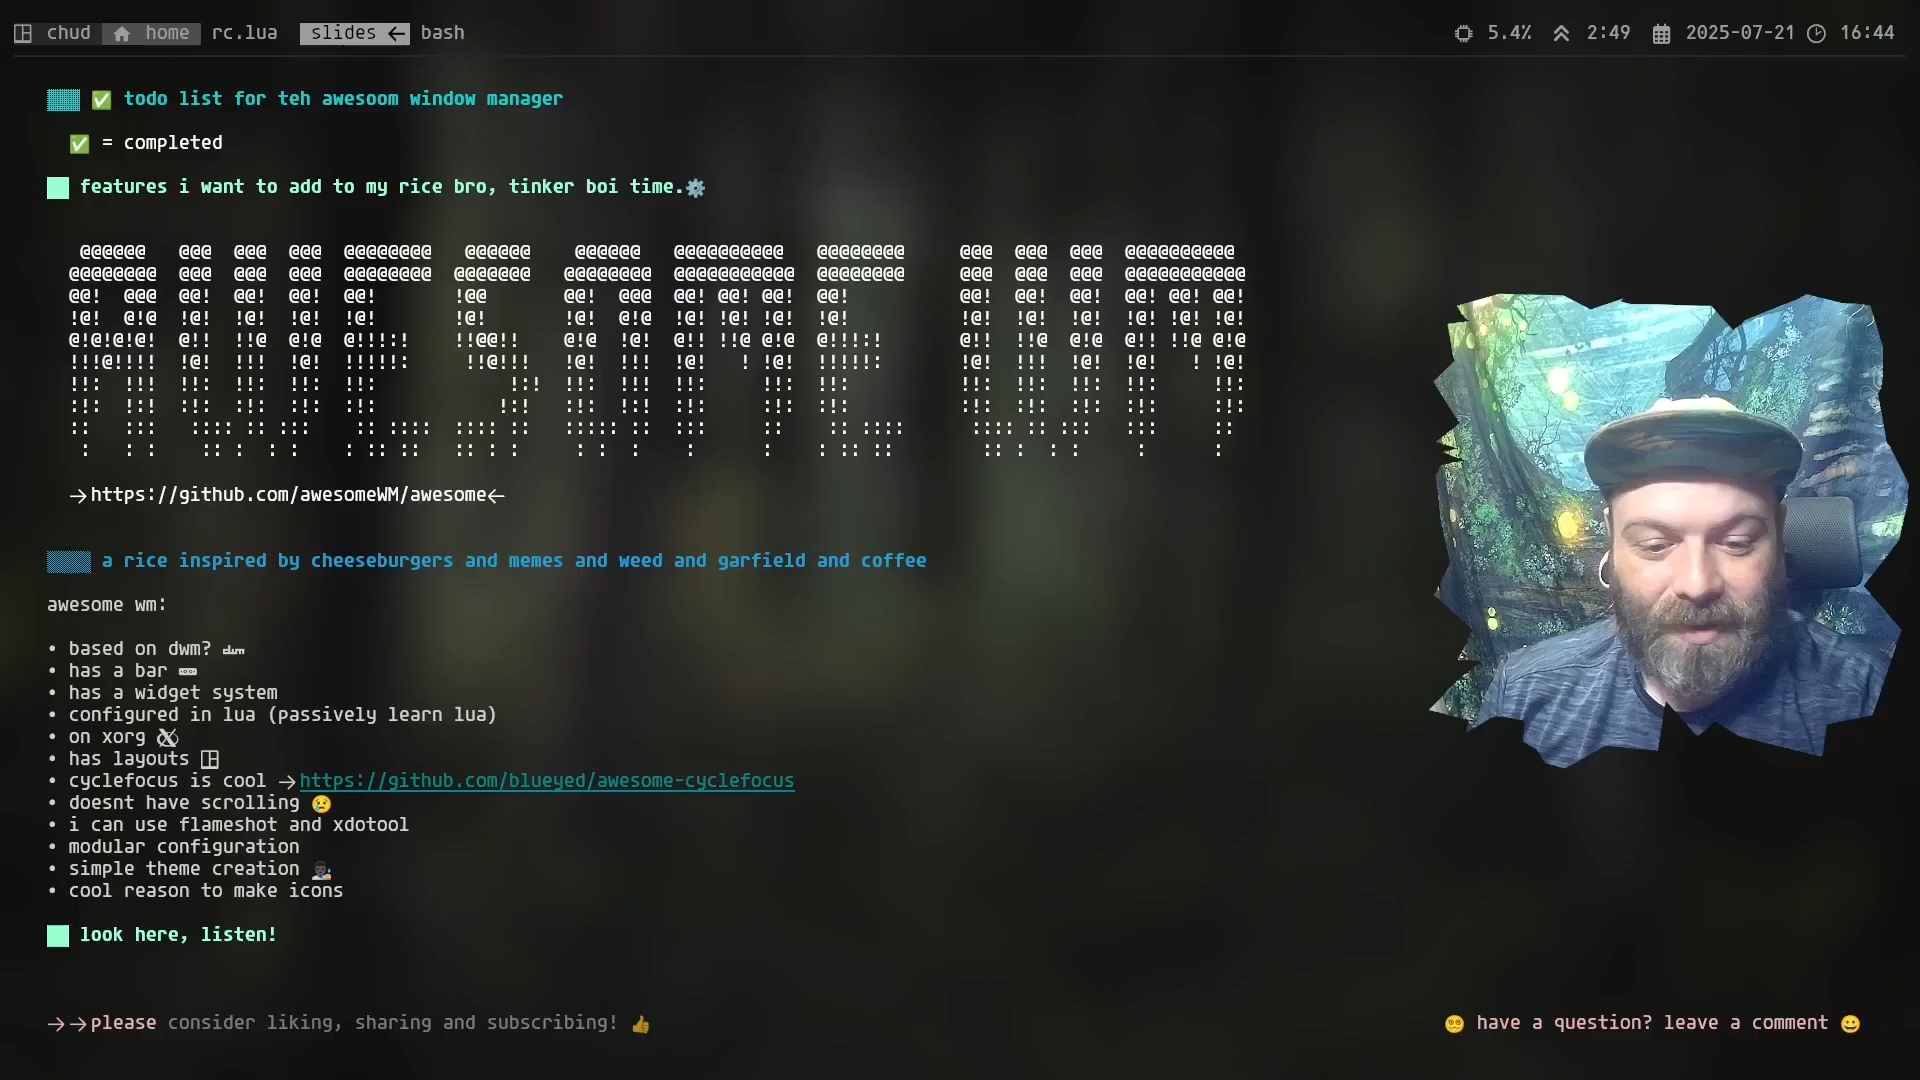 chud home rc.lua slides ← bash 5.4% 2:49 2025-07-21 16:44
✅ todo list for teh awesoom window manager
✅ = completed
features i want to add to my rice bro, tinker boi time.⚙️
AWESOME WM
→https://github.com/awesomeWM/awesome←
a rice inspired by cheeseburgers and memes and weed and garfield and coffee
awesome wm:
• based on dwm? dwm
• has a bar
• has a widget system
• configured in lua (passively learn lua)
• on xorg
• has layouts
• cyclefocus is cool →https://github.com/blueyed/awesome-cyclefocus
• doesnt have scrolling 😢
• i can use flameshot and xdotool
• modular configuration
• simple theme creation 👨🏿‍🎨
• cool reason to make icons
look here, listen!
→→please consider liking, sharing and subscribing! 👍
😵‍💫 have a question? leave a comment 😀